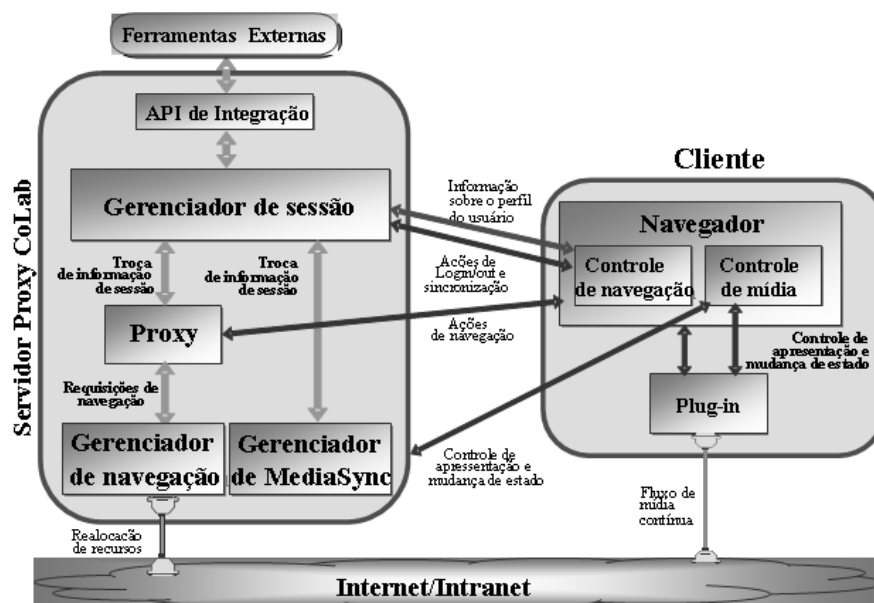 Ferramentas Externas
Servidor Proxy CoLab
API de Integração
Gerenciador de sessão
Troca
de informação
de sessão
Troca
de informação
de sessão
Proxy
Requisições de
navegação
Gerenciador
de navegação
Gerenciador
de MediaSync
Realocação
de recursos
Informação
sobre o perfil
do usuário
Acções de
Login/out e
sincronização
Ações
de navegação
Controle de
apresentação e
mudança de estado
Cliente
Navegador
Controle
de navegação
Controle
de mídia
Controle de
apresentação e
mudança de estado
Plug-in
Fluxo de
mídia
contínua
Internet/Intranet